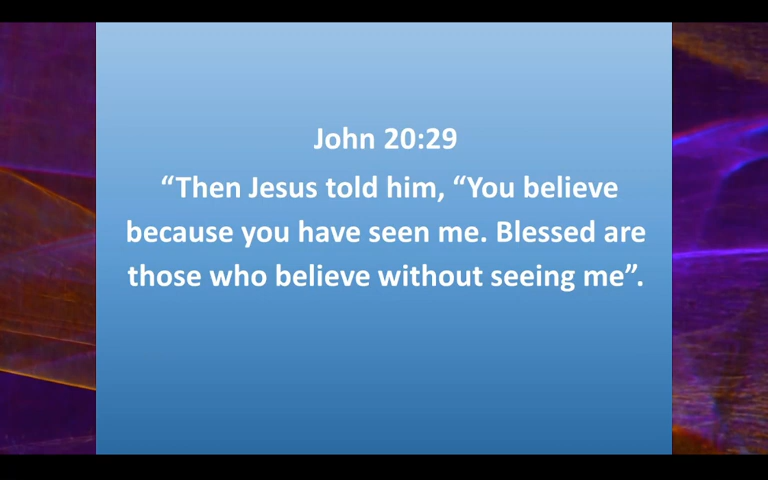 John 20:29
“Then Jesus told him, “You believe
because you have seen me. Blessed are
those who believe without seeing me”.